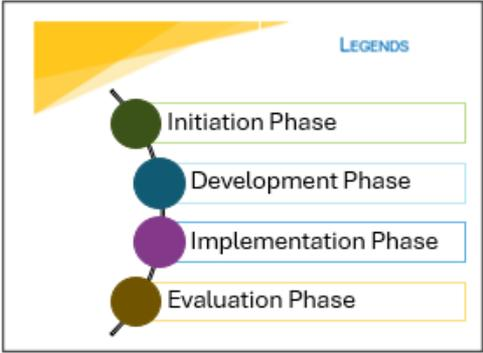 LEGENDS
Initiation Phase
Development Phase
Implementation Phase
Evaluation Phase